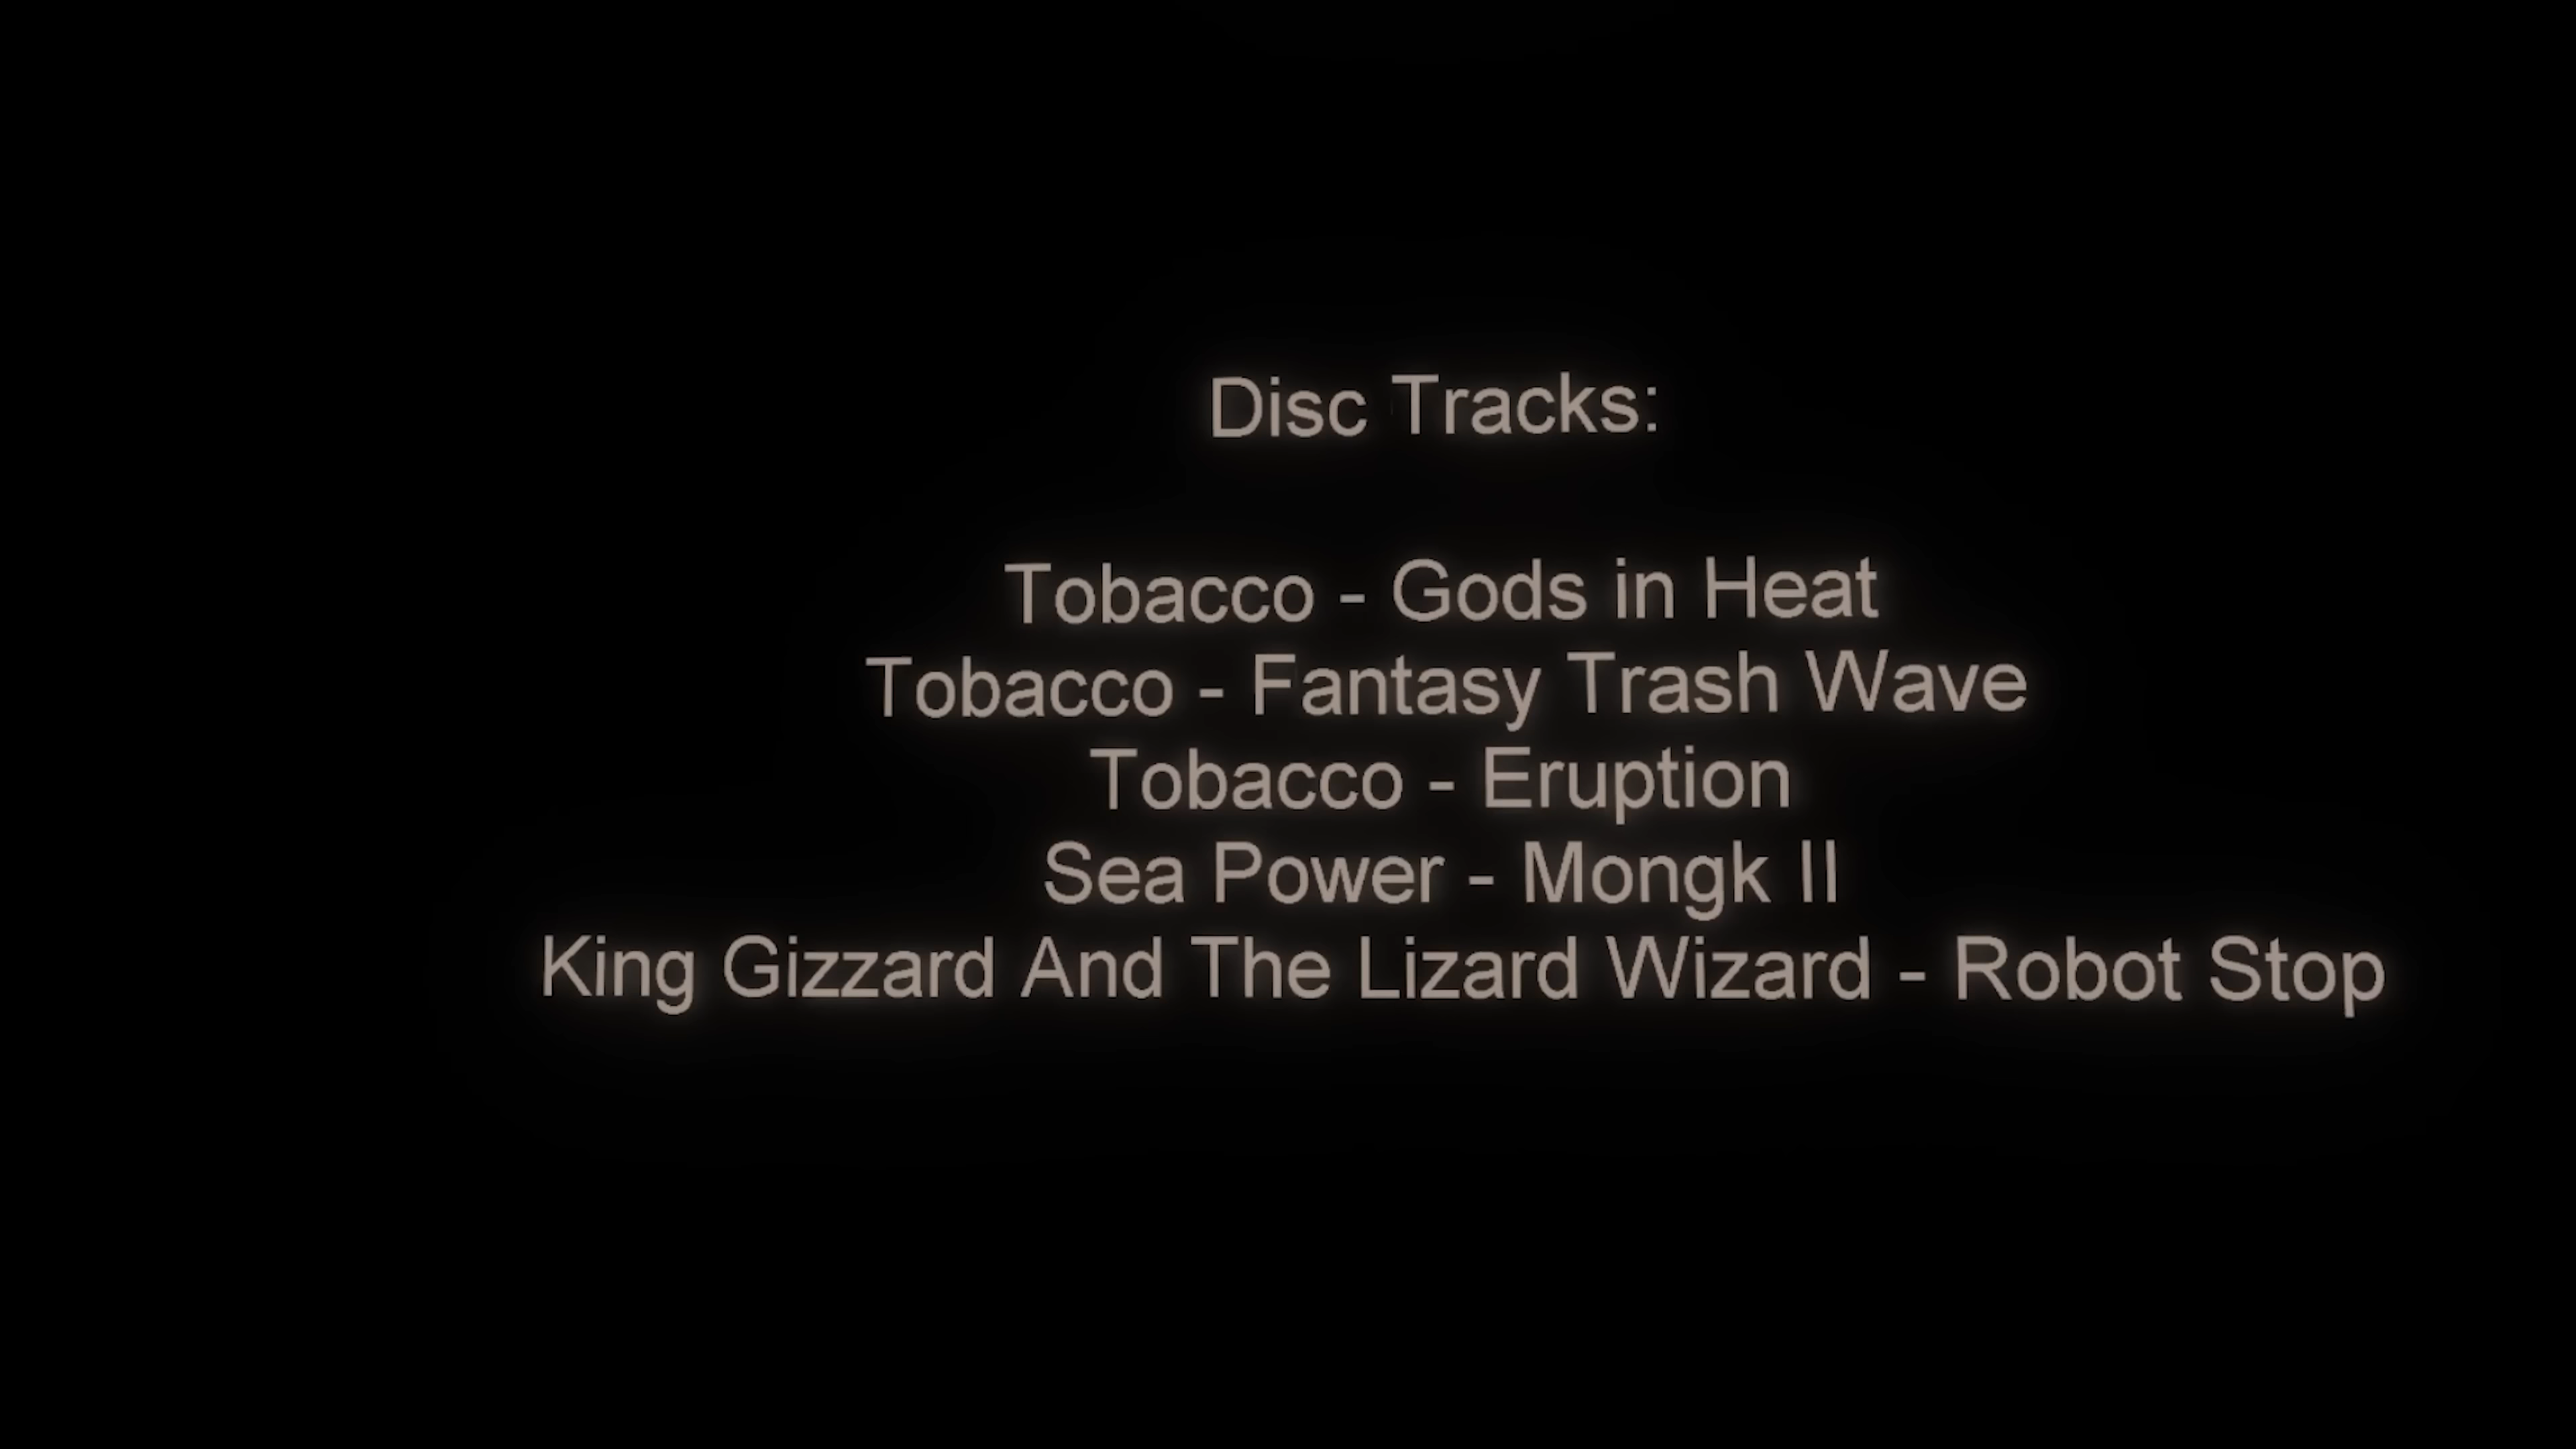 Disc Tracks:
Tobacco - Gods in Heat
Tobacco - Fantasy Trash Wave
Tobacco - Eruption
Sea Power - Mongk II
King Gizzard And The Lizard Wizard - Robot Stop